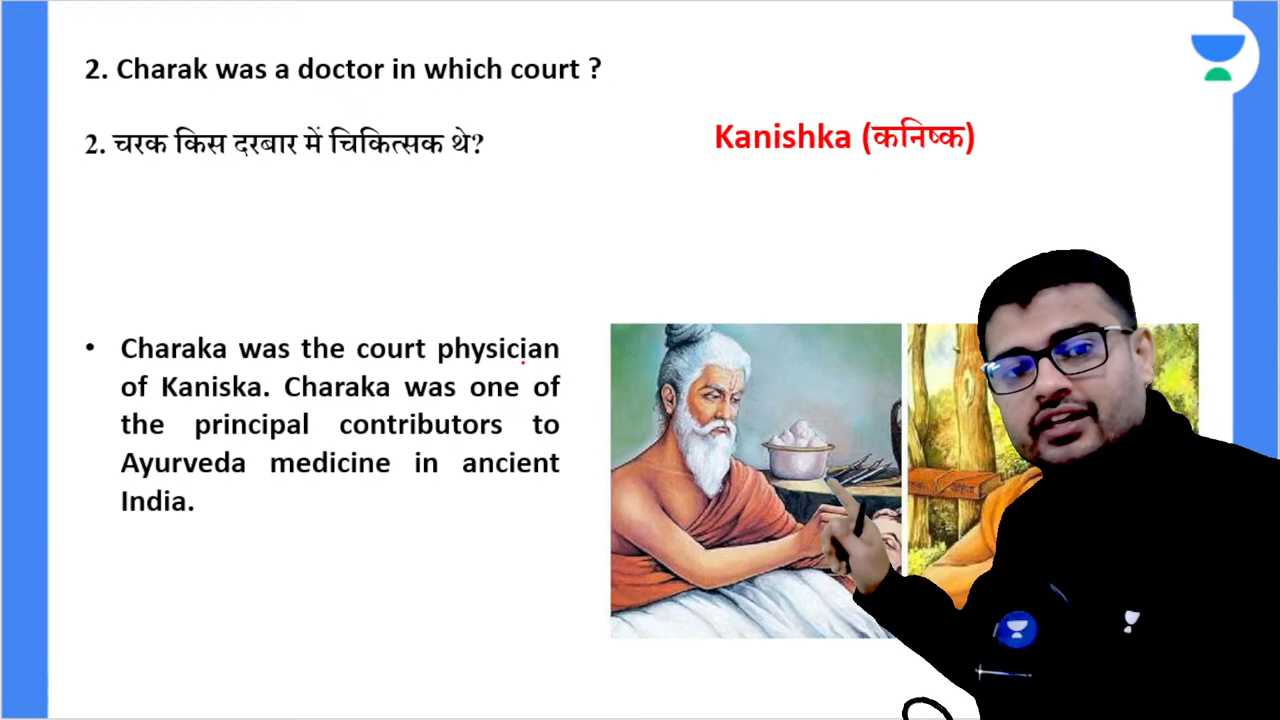 2. Charak was a doctor in which court ?
2. चरक किस दरबार में चिकित्सक थे?
Kanishka (कनिष्क)
• Charaka was the court physician
of Kaniska. Charaka was one of
the principal contributors to
Ayurveda medicine in ancient
India.